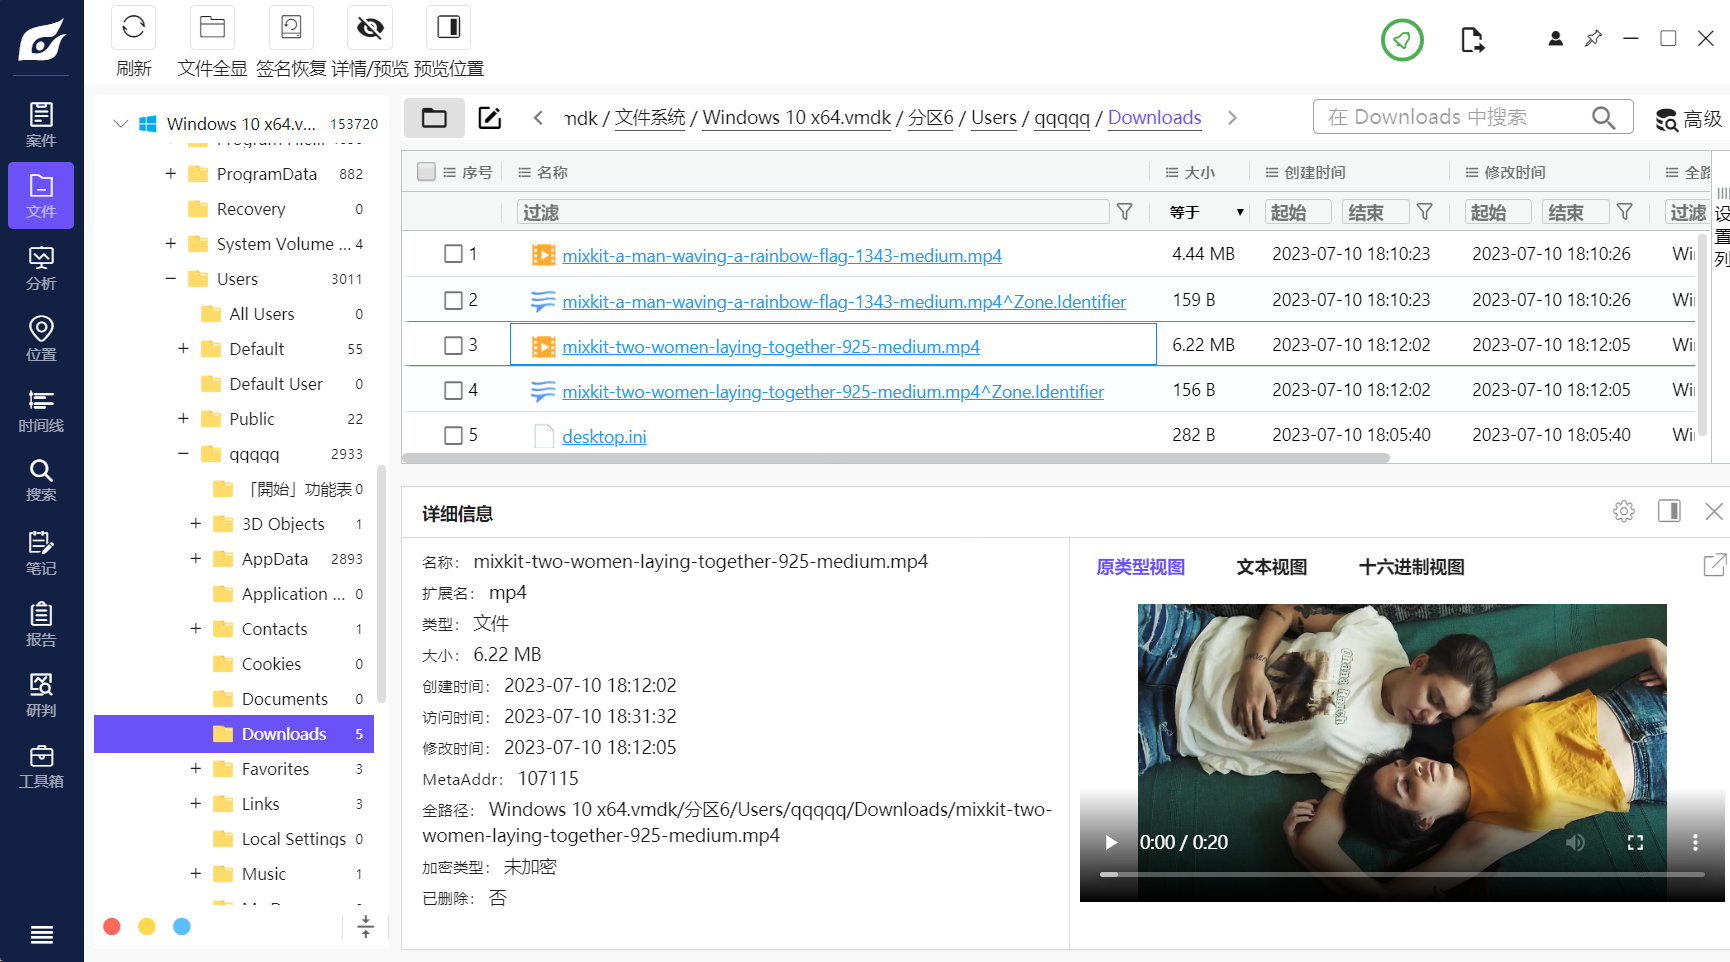 刷新
文件全显
签名恢复
详情/预览
预览位置
案件
文件
分析
位置
时间线
搜索
笔记
报告
研判
工具箱
Windows 10 x64.v... 153720
ProgramData 882
Recovery 0
System Volume ... 4
Users 3011
All Users 0
Default 55
Default User 0
Public 22
qqqqq 2933
「開始」功能表 0
3D Objects 1
AppData 2893
Application ... 0
Contacts 1
Cookies 0
Documents 0
Downloads 5
Favorites 3
Links 3
Local Settings 0
Music 1
mdk / 文件系统 / Windows 10 x64.vmdk / 分区6 / Users / qqqqq / Downloads
在 Downloads 中搜索
高级
序号 名称 大小 创建时间 修改时间 全路
过滤 等于 起始 结束 起始 结束 过滤
设置列
1 mixkit-a-man-waving-a-rainbow-flag-1343-medium.mp4 4.44 MB 2023-07-10 18:10:23 2023-07-10 18:10:26 Wi
2 mixkit-a-man-waving-a-rainbow-flag-1343-medium.mp4^Zone.Identifier 159 B 2023-07-10 18:10:23 2023-07-10 18:10:26 Wi
3 mixkit-two-women-laying-together-925-medium.mp4 6.22 MB 2023-07-10 18:12:02 2023-07-10 18:12:05 Wi
4 mixkit-two-women-laying-together-925-medium.mp4^Zone.Identifier 156 B 2023-07-10 18:12:02 2023-07-10 18:12:05 Wi
5 desktop.ini 282 B 2023-07-10 18:05:40 2023-07-10 18:05:40 Wi
详细信息
名称： mixkit-two-women-laying-together-925-medium.mp4
扩展名： mp4
类型： 文件
大小： 6.22 MB
创建时间： 2023-07-10 18:12:02
访问时间： 2023-07-10 18:31:32
修改时间： 2023-07-10 18:12:05
MetaAddr： 107115
全路径： Windows 10 x64.vmdk/分区6/Users/qqqqq/Downloads/mixkit-two-
women-laying-together-925-medium.mp4
加密类型： 未加密
已删除： 否
原类型视图 文本视图 十六进制视图
0:00 / 0:20